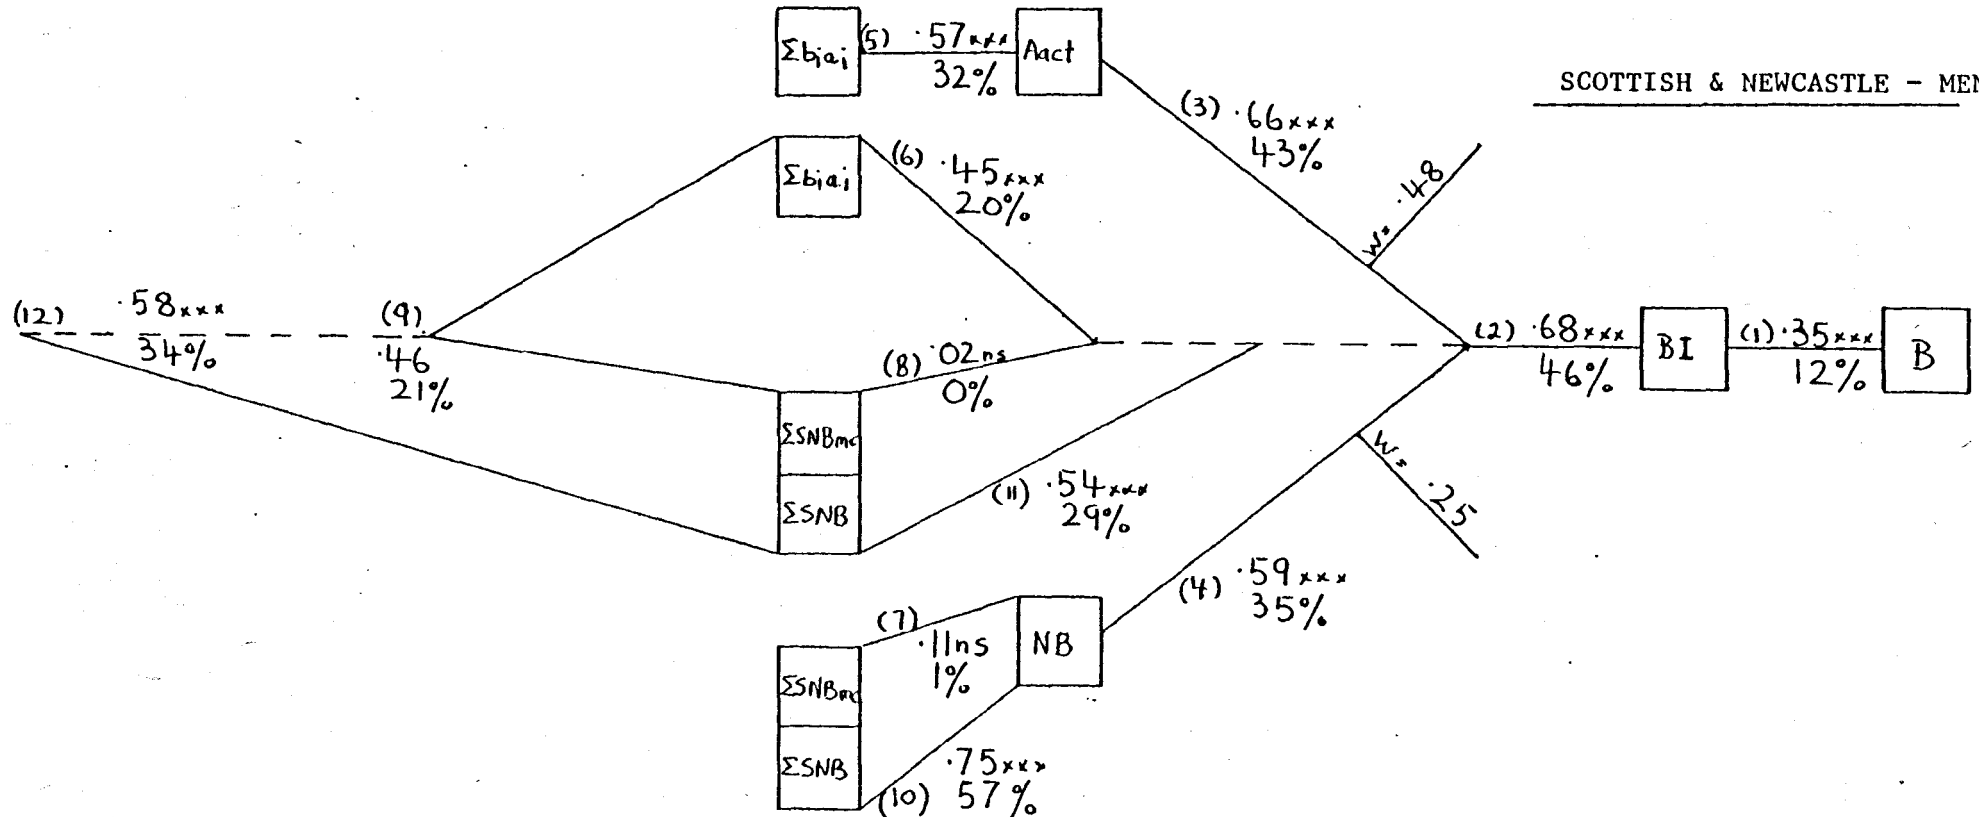 Σbiai
(5) .57xxx
32%
Aact
SCOTTISH & NEWCASTLE - MEN
(3) .66xxx
43%
Σbiai
(6) .45xxx
20%
W= .48
(12) .58xxx
34%
(9)
.46
21%
(8) .02ns
0%
(2) .68xxx
46%
BI
(1) .35xxx
12%
B
ΣSNBmc
ΣSNB
(11) .54xxx
29%
W= .25
(4) .59xxx
35%
(7)
.11ns
1%
NB
ΣSNBmc
ΣSNB
.75xxx
(10) 57%